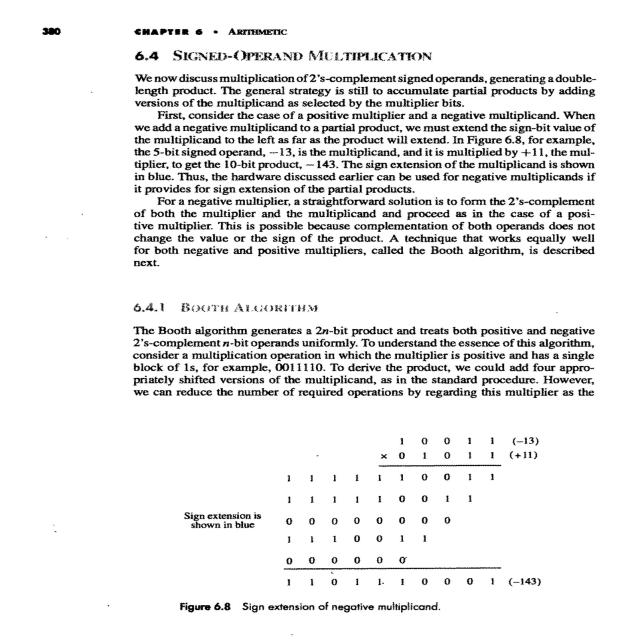 380
CHAPTER 6 • ARITHMETIC
6.4 SIGNED-OPERAND MULTIPLICATION
We now discuss multiplication of 2's-complement signed operands, generating a double-
length product. The general strategy is still to accumulate partial products by adding
versions of the multiplicand as selected by the multiplier bits.
First, consider the case of a positive multiplier and a negative multiplicand. When
we add a negative multiplicand to a partial product, we must extend the sign-bit value of
the multiplicand to the left as far as the product will extend. In Figure 6.8, for example,
the 5-bit signed operand, −13, is the multiplicand, and it is multiplied by +11, the mul-
tiplier, to get the 10-bit product, −143. The sign extension of the multiplicand is shown
in blue. Thus, the hardware discussed earlier can be used for negative multiplicands if
it provides for sign extension of the partial products.
For a negative multiplier, a straightforward solution is to form the 2's-complement
of both the multiplier and the multiplicand and proceed as in the case of a posi-
tive multiplier. This is possible because complementation of both operands does not
change the value or the sign of the product. A technique that works equally well
for both negative and positive multipliers, called the Booth algorithm, is described
next.
6.4.1 BOOTH ALGORITHM
The Booth algorithm generates a 2n-bit product and treats both positive and negative
2's-complement n-bit operands uniformly. To understand the essence of this algorithm,
consider a multiplication operation in which the multiplier is positive and has a single
block of 1s, for example, 0011110. To derive the product, we could add four appro-
priately shifted versions of the multiplicand, as in the standard procedure. However,
we can reduce the number of required operations by regarding this multiplier as the
1 0 0 1 1 (−13)
× 0 1 0 1 1 (+11)
1 1 1 1 1 1 0 0 1 1
1 1 1 1 1 0 0 1 1
Sign extension is
shown in blue
0 0 0 0 0 0 0 0
1 1 1 0 0 1 1
0 0 0 0 0 0
1 1 0 1 1 1 0 0 0 1 (−143)
Figure 6.8 Sign extension of negative multiplicand.